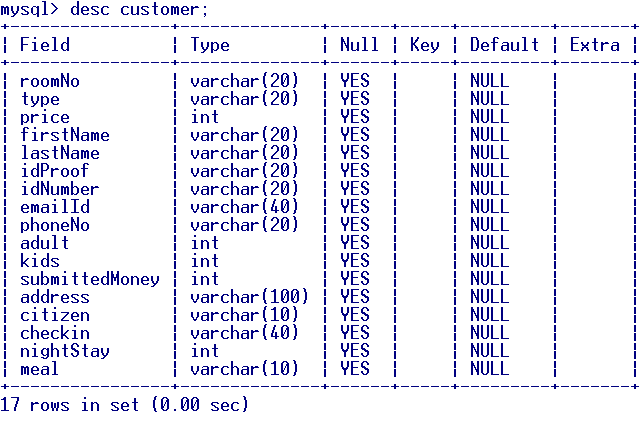 mysql> desc customer;
+----------------+--------------+------+-----+---------+-------+
| Field          | Type         | Null | Key | Default | Extra |
+----------------+--------------+------+-----+---------+-------+
| roomNo         | varchar(20)  | YES  |     | NULL    |       |
| type           | varchar(20)  | YES  |     | NULL    |       |
| price          | int          | YES  |     | NULL    |       |
| firstName      | varchar(20)  | YES  |     | NULL    |       |
| lastName       | varchar(20)  | YES  |     | NULL    |       |
| idProof        | varchar(20)  | YES  |     | NULL    |       |
| idNumber       | varchar(20)  | YES  |     | NULL    |       |
| emailId        | varchar(40)  | YES  |     | NULL    |       |
| phoneNo        | varchar(20)  | YES  |     | NULL    |       |
| adult          | int          | YES  |     | NULL    |       |
| kids           | int          | YES  |     | NULL    |       |
| submittedMoney | int          | YES  |     | NULL    |       |
| address        | varchar(100) | YES  |     | NULL    |       |
| citizen        | varchar(10)  | YES  |     | NULL    |       |
| checkin        | varchar(40)  | YES  |     | NULL    |       |
| nightStay      | int          | YES  |     | NULL    |       |
| meal           | varchar(10)  | YES  |     | NULL    |       |
+----------------+--------------+------+-----+---------+-------+
17 rows in set (0.00 sec)